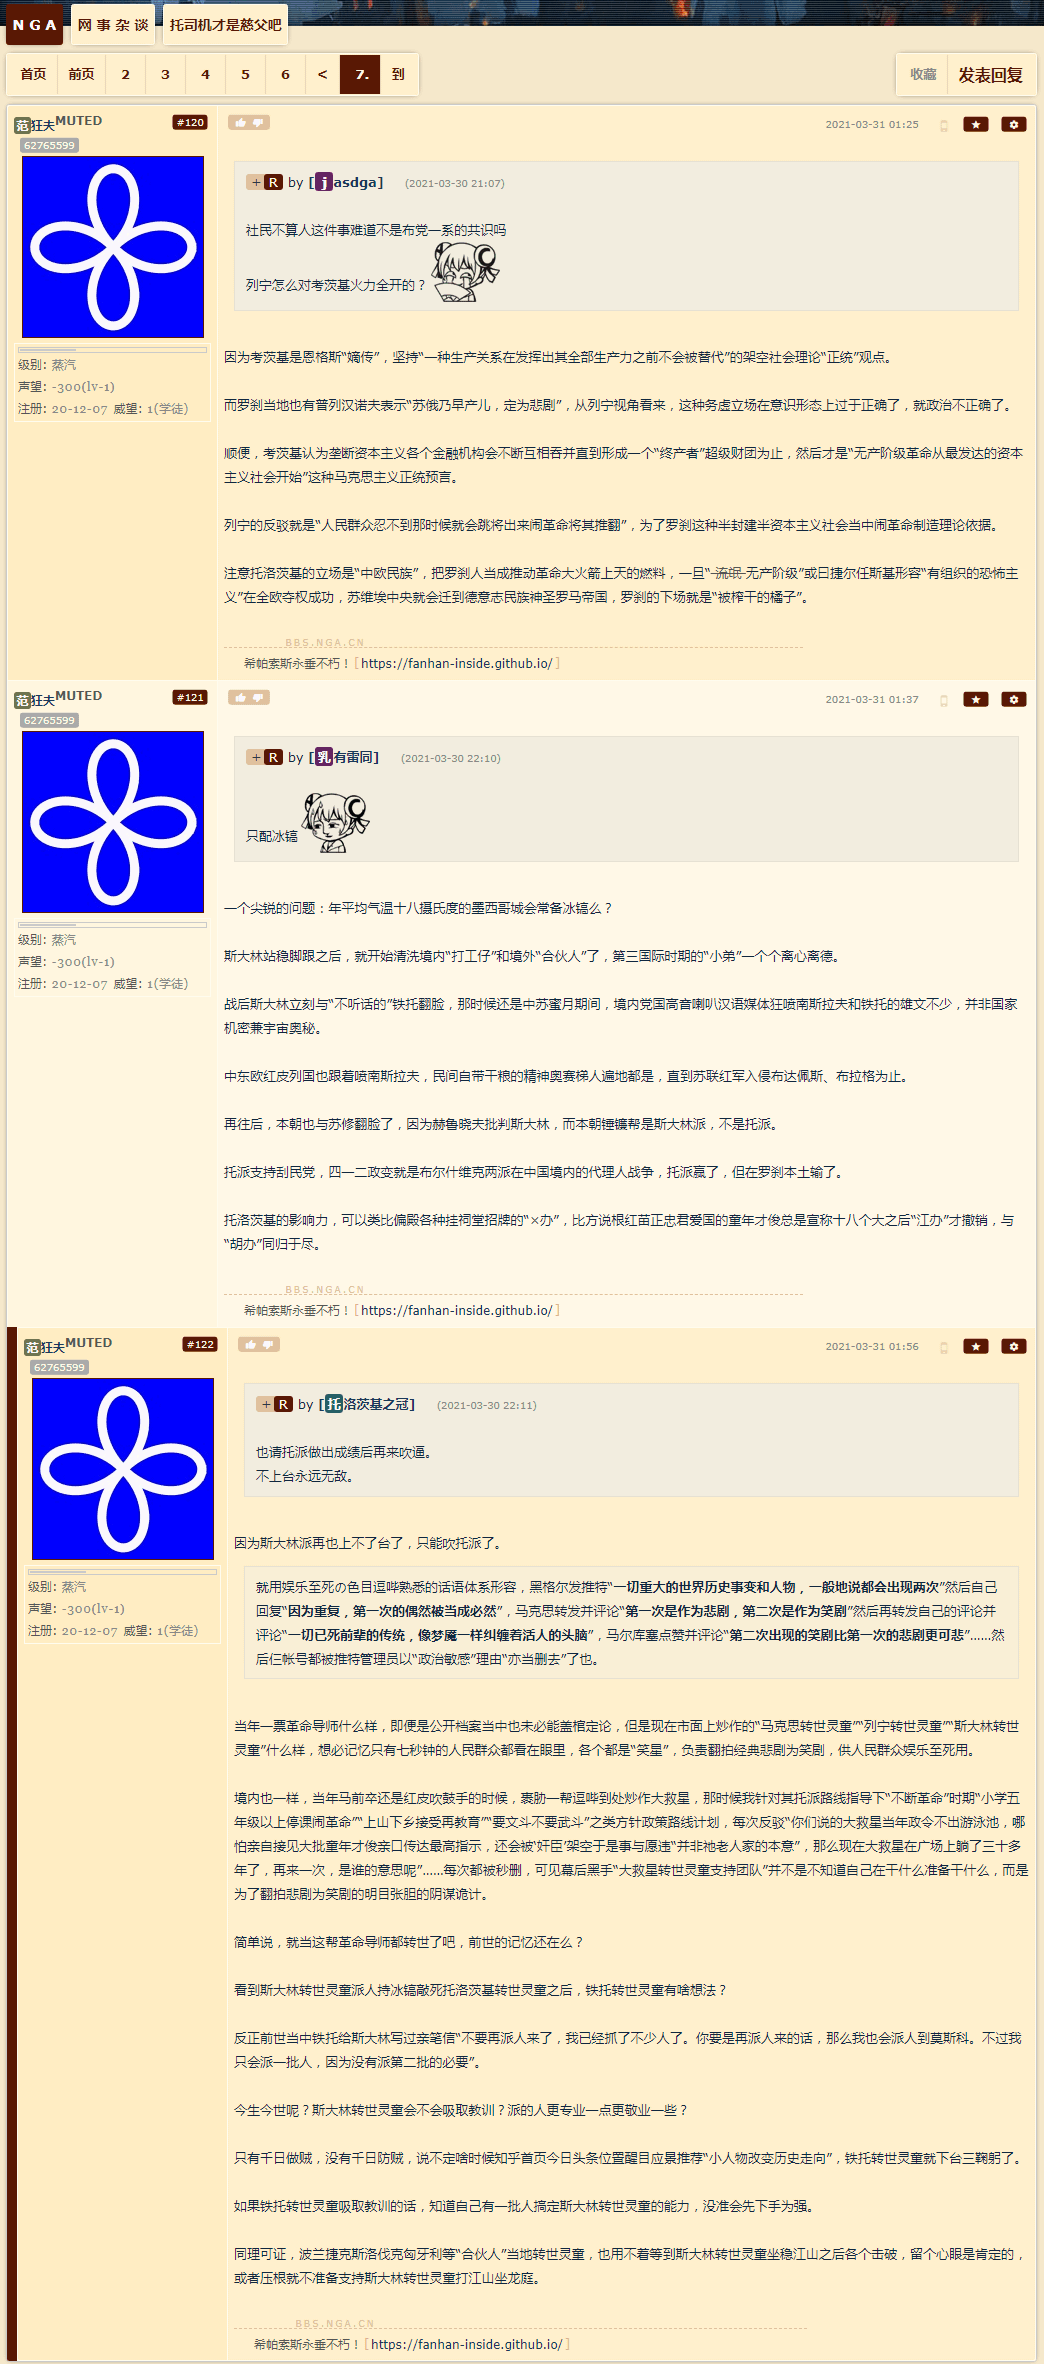 NGA 网事杂谈 托司机才是慈父吧
首页 前页 2 3 4 5 6 < 7. 到 收藏 发表回复
范狂夫MUTED #120 2021-03-31 01:25
62765599
+ R by [jasdga] (2021-03-30 21:07)
社民不算人这件事难道不是布党一系的共识吗
列宁怎么对考茨基火力全开的？
级别: 蒸汽
声望: -300(lv-1)
注册: 20-12-07 威望: 1(学徒)
因为考茨基是恩格斯“嫡传”，坚持“一种生产关系在发挥出其全部生产力之前不会被替代”的架空社会理论“正统”观点。
而罗刹当地也有普列汉诺夫表示“苏俄乃早产儿，定为悲剧”，从列宁视角看来，这种务虚立场在意识形态上过于正确了，就政治不正确了。
顺便，考茨基认为垄断资本主义各个金融机构会不断互相吞并直到形成一个“终产者”超级财团为止，然后才是“无产阶级革命从最发达的资本
主义社会开始”这种马克思主义正统预言。
列宁的反驳就是“人民群众忍不到那时候就会跳将出来闹革命将其推翻”，为了罗刹这种半封建半资本主义社会当中闹革命制造理论依据。
注意托洛茨基的立场是“中欧民族”，把罗刹人当成推动革命大火箭上天的燃料，一旦“流氓无产阶级”或曰捷尔任斯基形容“有组织的恐怖主
义”在全欧夺权成功，苏维埃中央就会迁到德意志民族神圣罗马帝国，罗刹的下场就是“被榨干的橘子”。
BBS.NGA.CN
希帕索斯永垂不朽！[ https://fanhan-inside.github.io/ ]
范狂夫MUTED #121 2021-03-31 01:37
62765599
+ R by [乳有雷同] (2021-03-30 22:10)
只配冰镐
级别: 蒸汽
声望: -300(lv-1)
注册: 20-12-07 威望: 1(学徒)
一个尖锐的问题：年平均气温十八摄氏度的墨西哥城会常备冰镐么？
斯大林站稳脚跟之后，就开始清洗境内“打工仔”和境外“合伙人”了，第三国际时期的“小弟”一个个离心离德。
战后斯大林立刻与“不听话的”铁托翻脸，那时候还是中苏蜜月期间，境内党国高音喇叭汉语媒体狂喷南斯拉夫和铁托的雄文不少，并非国家
机密兼宇宙奥秘。
中东欧红皮列国也跟着喷南斯拉夫，民间自带干粮的精神奥赛梯人遍地都是，直到苏联红军入侵布达佩斯、布拉格为止。
再往后，本朝也与苏修翻脸了，因为赫鲁晓夫批判斯大林，而本朝锤镰帮是斯大林派，不是托派。
托派支持刮民党，四一二政变就是布尔什维克两派在中国境内的代理人战争，托派赢了，但在罗刹本土输了。
托洛茨基的影响力，可以类比偏殿各种挂祠堂招牌的“×办”，比方说根红苗正忠君爱国的童年才俊总是宣称十八个大之后“江办”才撤销，与
“胡办”同归于尽。
BBS.NGA.CN
希帕索斯永垂不朽！[ https://fanhan-inside.github.io/ ]
范狂夫MUTED #122 2021-03-31 01:56
62765599
+ R by [托洛茨基之冠] (2021-03-30 22:11)
也请托派做出成绩后再来吹逼。
不上台永远无敌。
级别: 蒸汽
声望: -300(lv-1)
注册: 20-12-07 威望: 1(学徒)
因为斯大林派再也上不了台了，只能吹托派了。
就用娱乐至死の色目逗哔熟悉的话语体系形容，黑格尔发推特“一切重大的世界历史事变和人物，一般地说都会出现两次”然后自己
回复“因为重复，第一次的偶然被当成必然”，马克思转发并评论“第一次是作为悲剧，第二次是作为笑剧”然后再转发自己的评论并
评论“一切已死前辈的传统，像梦魇一样纠缠着活人的头脑”，马尔库塞点赞并评论“第二次出现的笑剧比第一次的悲剧更可悲”……然
后仨帐号都被推特管理员以“政治敏感”理由“亦当删去”了也。
当年一票革命导师什么样，即便是公开档案当中也未必能盖棺定论，但是现在市面上炒作的“马克思转世灵童”“列宁转世灵童”“斯大林转世
灵童”什么样，想必记忆只有七秒钟的人民群众都看在眼里，各个都是“笑星”，负责翻拍经典悲剧为笑剧，供人民群众娱乐至死用。
境内也一样，当年马前卒还是红皮吹鼓手的时候，裹胁一帮逗哔到处炒作大救星，那时候我针对其托派路线指导下“不断革命”时期“小学五
年级以上停课闹革命”“上山下乡接受再教育”“要文斗不要武斗”之类方针政策路线计划，每次反驳“你们说的大救星当年政令不出游泳池，哪
怕亲自接见大批童年才俊亲口传达最高指示，还会被‘奸臣’架空于是事与愿违“并非祂老人家的本意”，那么现在大救星在广场上躺了三十多
年了，再来一次，是谁的意思呢”……每次都被秒删，可见幕后黑手“大救星转世灵童支持团队”并不是不知道自己在干什么准备干什么，而是
为了翻拍悲剧为笑剧的明目张胆的阴谋诡计。
简单说，就当这帮革命导师都转世了吧，前世的记忆还在么？
看到斯大林转世灵童派人持冰镐敲死托洛茨基转世灵童之后，铁托转世灵童有啥想法？
反正前世当中铁托给斯大林写过亲笔信“不要再派人来了，我已经抓了不少人了。你要是再派人来的话，那么我也会派人到莫斯科。不过我
只会派一批人，因为没有派第二批的必要”。
今生今世呢？斯大林转世灵童会不会吸取教训？派的人更专业一点更敬业一些？
只有千日做贼，没有千日防贼，说不定啥时候知乎首页今日头条位置醒目应景推荐“小人物改变历史走向”，铁托转世灵童就下台三鞠躬了。
如果铁托转世灵童吸取教训的话，知道自己有一批人搞定斯大林转世灵童的能力，没准会先下手为强。
同理可证，波兰捷克斯洛伐克匈牙利等“合伙人”当地转世灵童，也用不着等到斯大林转世灵童坐稳江山之后各个击破，留个心眼是肯定的，
或者压根就不准备支持斯大林转世灵童打江山坐龙庭。
BBS.NGA.CN
希帕索斯永垂不朽！[ https://fanhan-inside.github.io/ ]